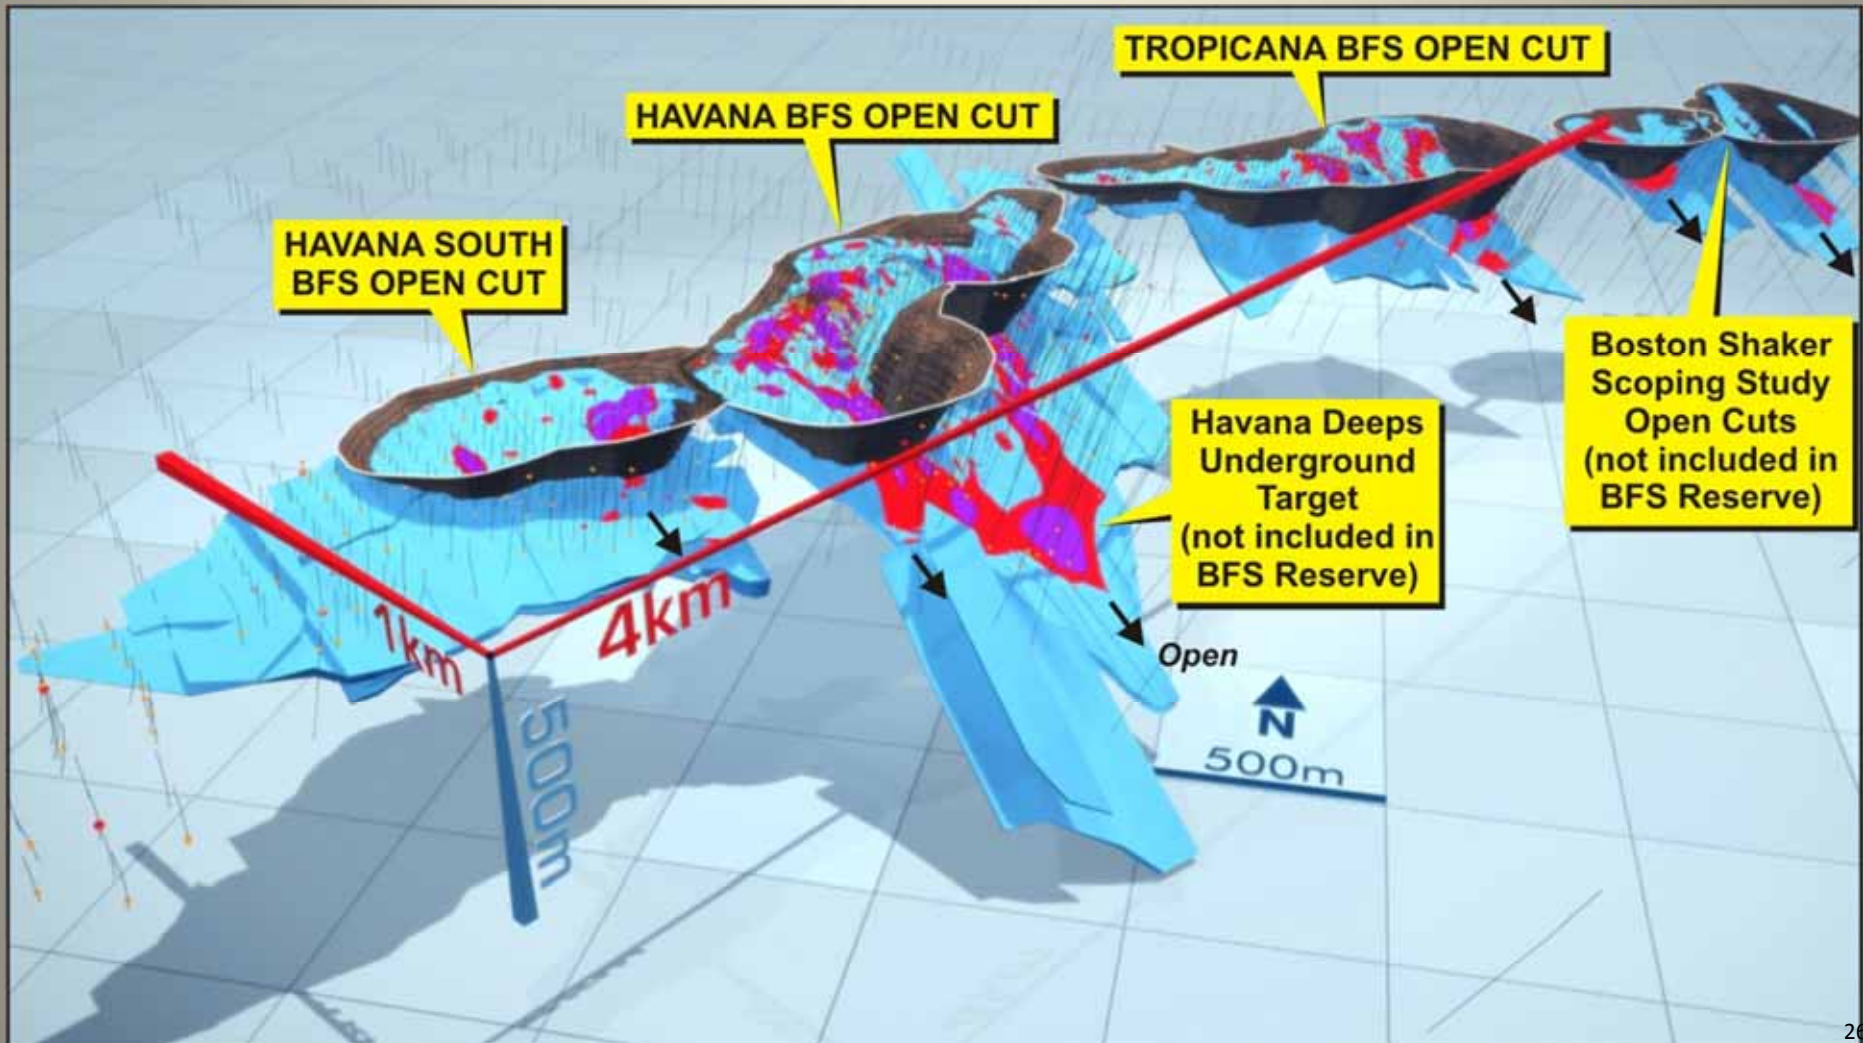 TROPICANA BFS OPEN CUT
HAVANA BFS OPEN CUT
HAVANA SOUTH
BFS OPEN CUT
Boston Shaker
Scoping Study
Open Cuts
(not included in
BFS Reserve)
Havana Deeps
Underground
Target
(not included in
BFS Reserve)
1km
4km
500m
Open
N
500m
26